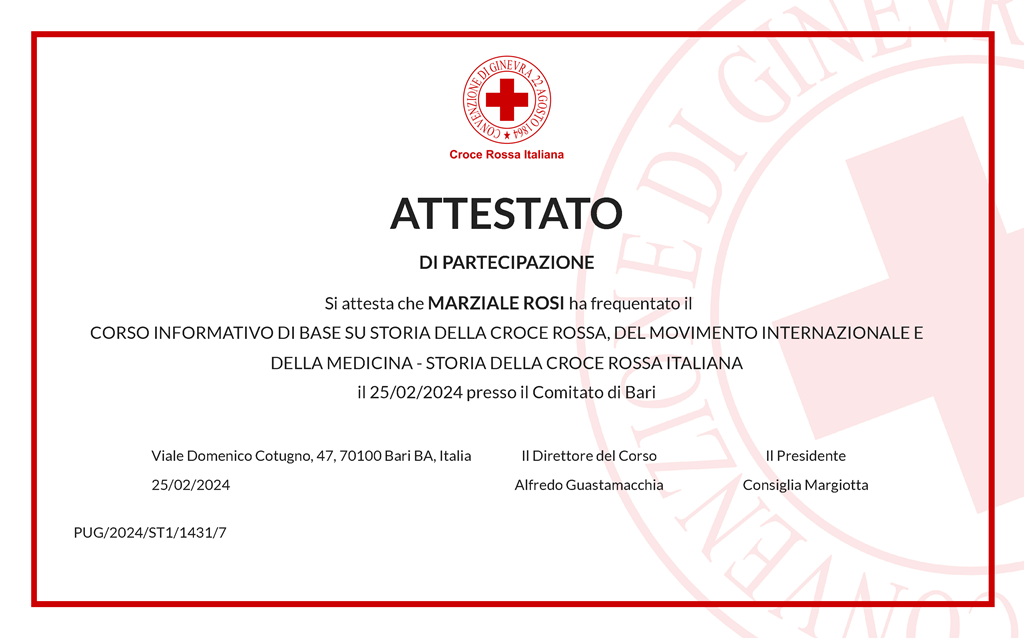 CONVENZIONE DI GINEVRA 22 AGOSTO 1864
Croce Rossa Italiana
ATTESTATO
DI PARTECIPAZIONE
Si attesta che MARZIALE ROSI ha frequentato il
CORSO INFORMATIVO DI BASE SU STORIA DELLA CROCE ROSSA, DEL MOVIMENTO INTERNAZIONALE E
DELLA MEDICINA - STORIA DELLA CROCE ROSSA ITALIANA
il 25/02/2024 presso il Comitato di Bari
Viale Domenico Cotugno, 47, 70100 Bari BA, Italia Il Direttore del Corso Il Presidente
25/02/2024 Alfredo Guastamacchia Consiglia Margiotta
PUG/2024/ST1/1431/7
CONVENZIONE DI GINEVR